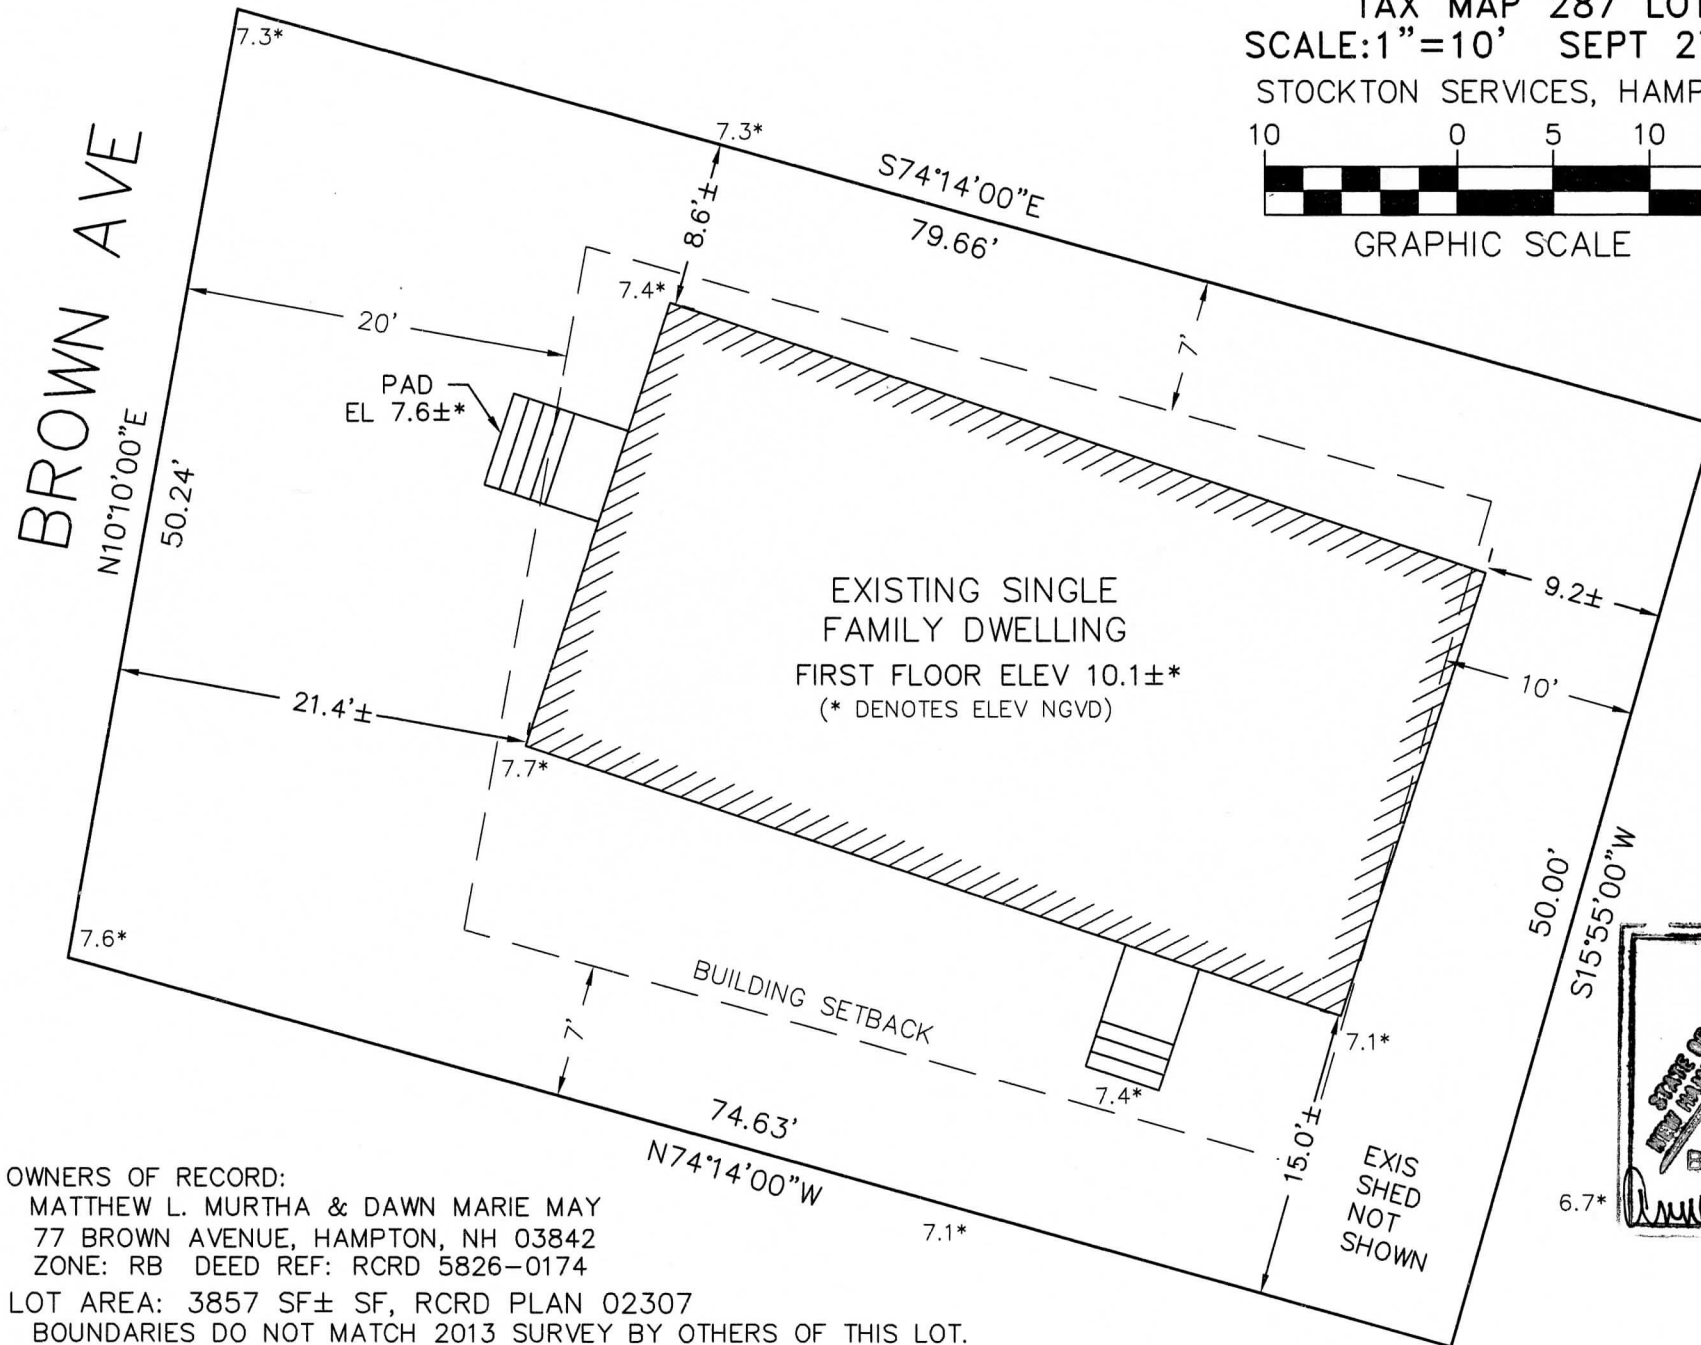 TAX MAP 287 LOT
SCALE:1"=10' SEPT 2
STOCKTON SERVICES, HAMP
10 0 5 10
GRAPHIC SCALE
7.3*
7.3*
S74°14'00"E
79.66'
8.6'±
7.4*
7'
BROWN AVE
N10°10'00"E
50.24'
20'
PAD
EL 7.6±*
EXISTING SINGLE
FAMILY DWELLING
FIRST FLOOR ELEV 10.1±*
(* DENOTES ELEV NGVD)
9.2±
10'
21.4'±
7.7*
50.00'
S15°55'00"W
7.6*
BUILDING SETBACK
7'
7.1*
7.4*
15.0'±
74.63'
N74°14'00"W
7.1*
EXIS
SHED
NOT
SHOWN
STATE OF
NEW
6.7*
OWNERS OF RECORD:
MATTHEW L. MURTHA & DAWN MARIE MAY
77 BROWN AVENUE, HAMPTON, NH 03842
ZONE: RB DEED REF: RCRD 5826-0174
LOT AREA: 3857 SF± SF, RCRD PLAN 02307
BOUNDARIES DO NOT MATCH 2013 SURVEY BY OTHERS OF THIS LOT.